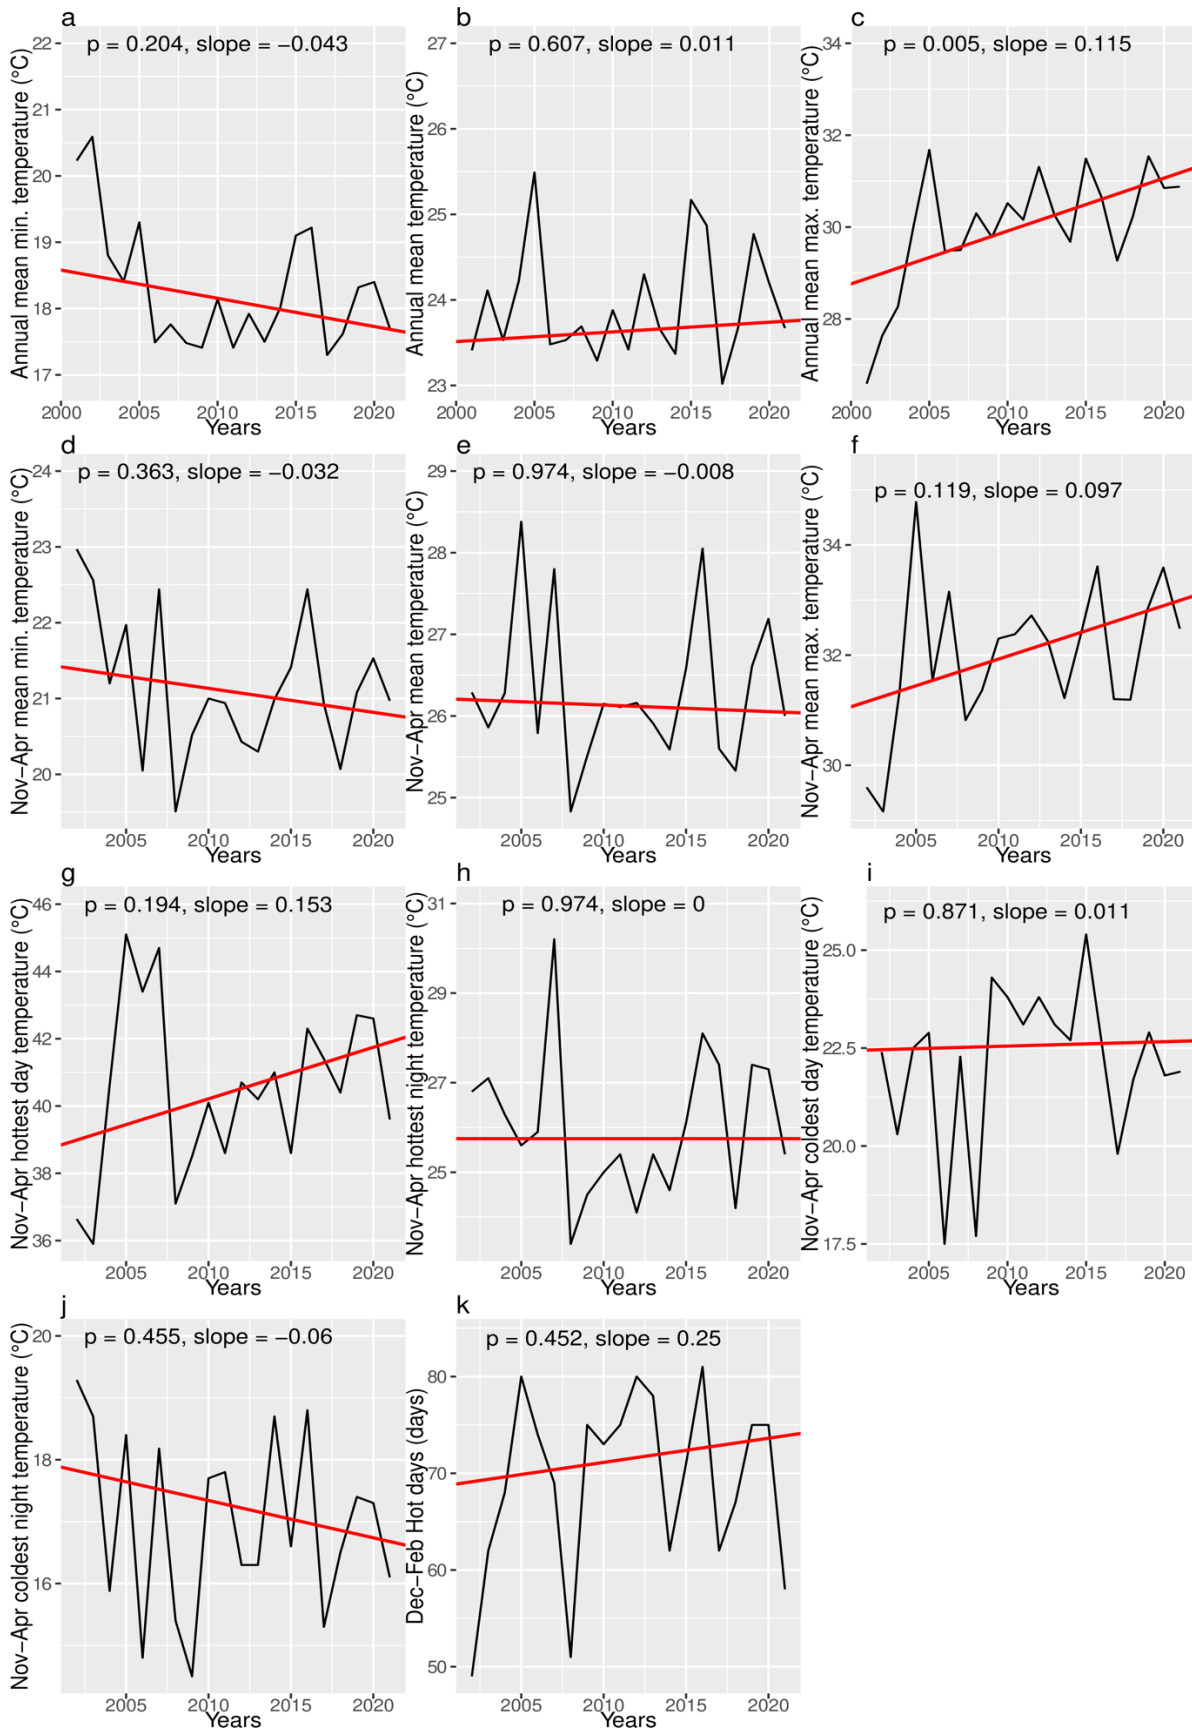 a
p = 0.204, slope = −0.043
Annual mean min. temperature (°C)
22
21
20
19
18
17
2000 2005 2010 2015 2020
Years
b
p = 0.607, slope = 0.011
Annual mean temperature (°C)
27
26
25
24
23
2000 2005 2010 2015 2020
Years
c
p = 0.005, slope = 0.115
Annual mean max. temperature (°C)
34
32
30
28
2000 2005 2010 2015 2020
Years
d
p = 0.363, slope = −0.032
Nov−Apr mean min. temperature (°C)
24
23
22
21
20
2005 2010 2015 2020
Years
e
p = 0.974, slope = −0.008
Nov−Apr mean temperature (°C)
29
28
27
26
25
2005 2010 2015 2020
Years
f
p = 0.119, slope = 0.097
Nov−Apr mean max. temperature (°C)
34
32
30
2005 2010 2015 2020
Years
g
p = 0.194, slope = 0.153
Nov−Apr hottest day temperature (°C)
46
44
42
40
38
36
2005 2010 2015 2020
Years
h
p = 0.974, slope = 0
Nov−Apr hottest night temperature (°C)
31
29
27
25
2005 2010 2015 2020
Years
i
p = 0.871, slope = 0.011
Nov−Apr coldest day temperature (°C)
25.0
22.5
20.0
17.5
2005 2010 2015 2020
Years
j
p = 0.455, slope = −0.06
Nov−Apr coldest night temperature (°C)
20
18
16
2005 2010 2015 2020
Years
k
p = 0.452, slope = 0.25
Dec−Feb Hot days (days)
80
70
60
50
2005 2010 2015 2020
Years